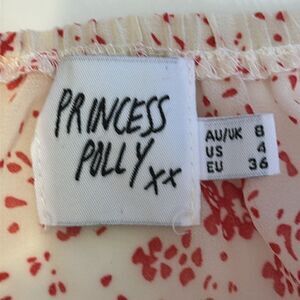 PRINCESS
POLLY xx
AU/UK 8
US 4
EU 36